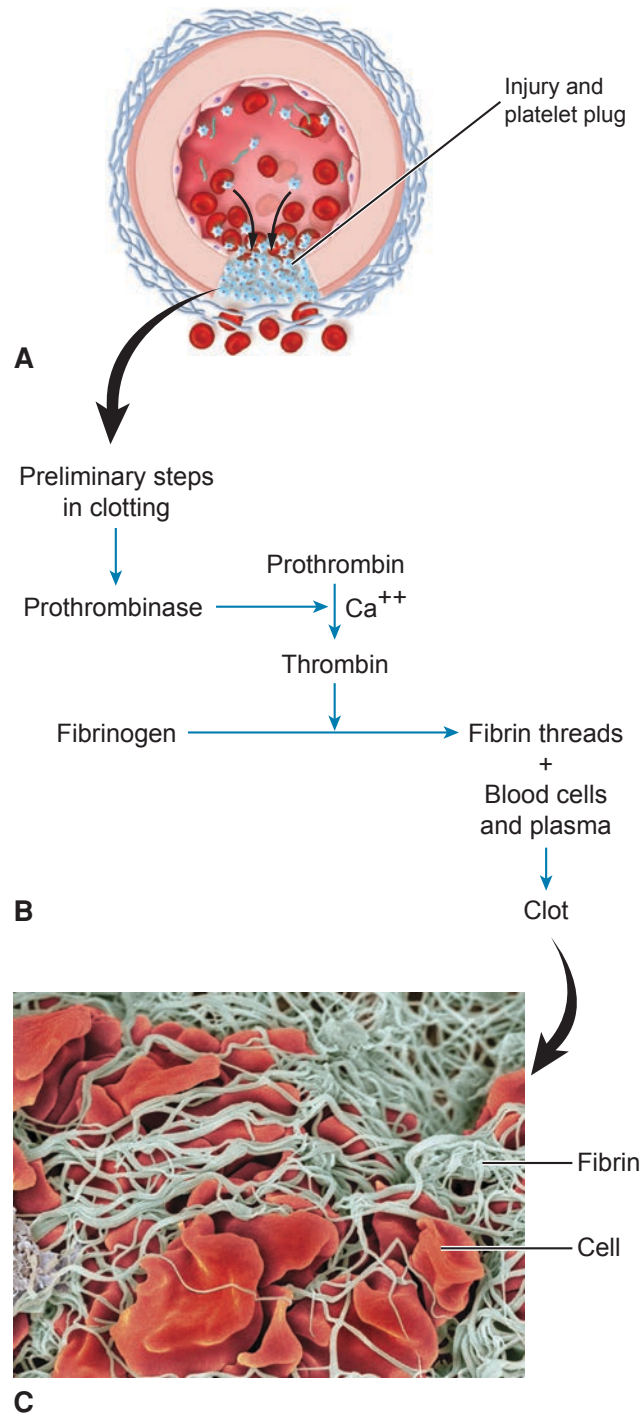 Injury and
platelet plug
A
Preliminary steps
in clotting
Prothrombin
Prothrombinase
Ca++
Thrombin
Fibrinogen
Fibrin threads
+
Blood cells
and plasma
B
Clot
Fibrin
Cell
C